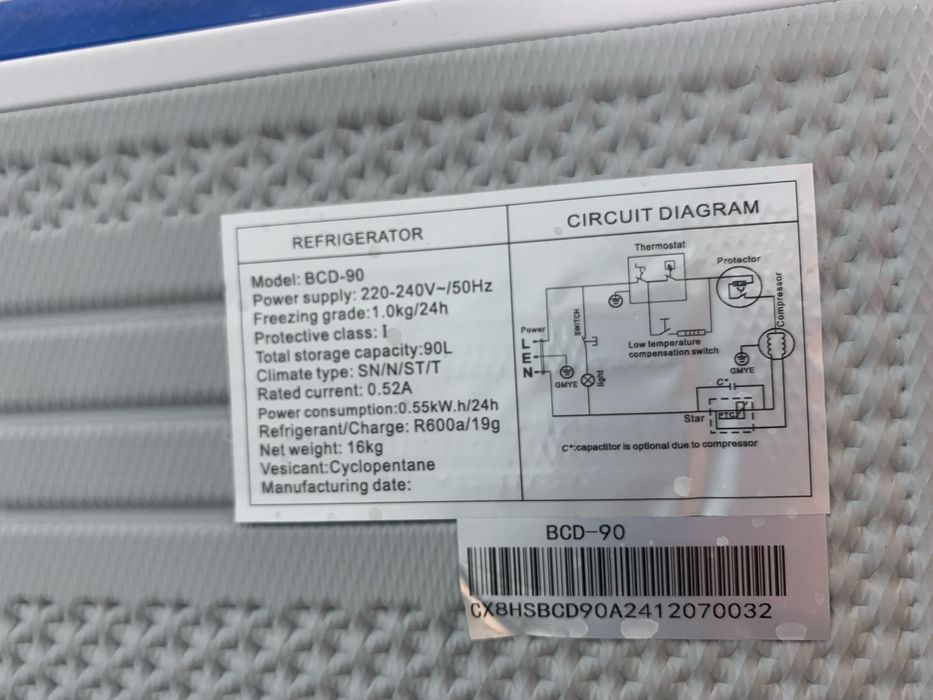 REFRIGERATOR
Model: BCD-90
Power supply: 220-240V~/50Hz
Freezing grade:1.0kg/24h
Protective class: I
Total storage capacity:90L
Climate type: SN/N/ST/T
Rated current: 0.52A
Power consumption:0.55kW.h/24h
Refrigerant/Charge: R600a/19g
Net weight: 16kg
Vesicant:Cyclopentane
Manufacturing date:
CIRCUIT DIAGRAM
Thermostat
Protector
Compressor
SWITCH
Power
L
E
N
GMYE
light
Low temperature
compensation switch
GMYE
C*
Star
PTC
C*:capacitor is optional due to compressor
BCD-90
CX8HSBCD90A2412070032